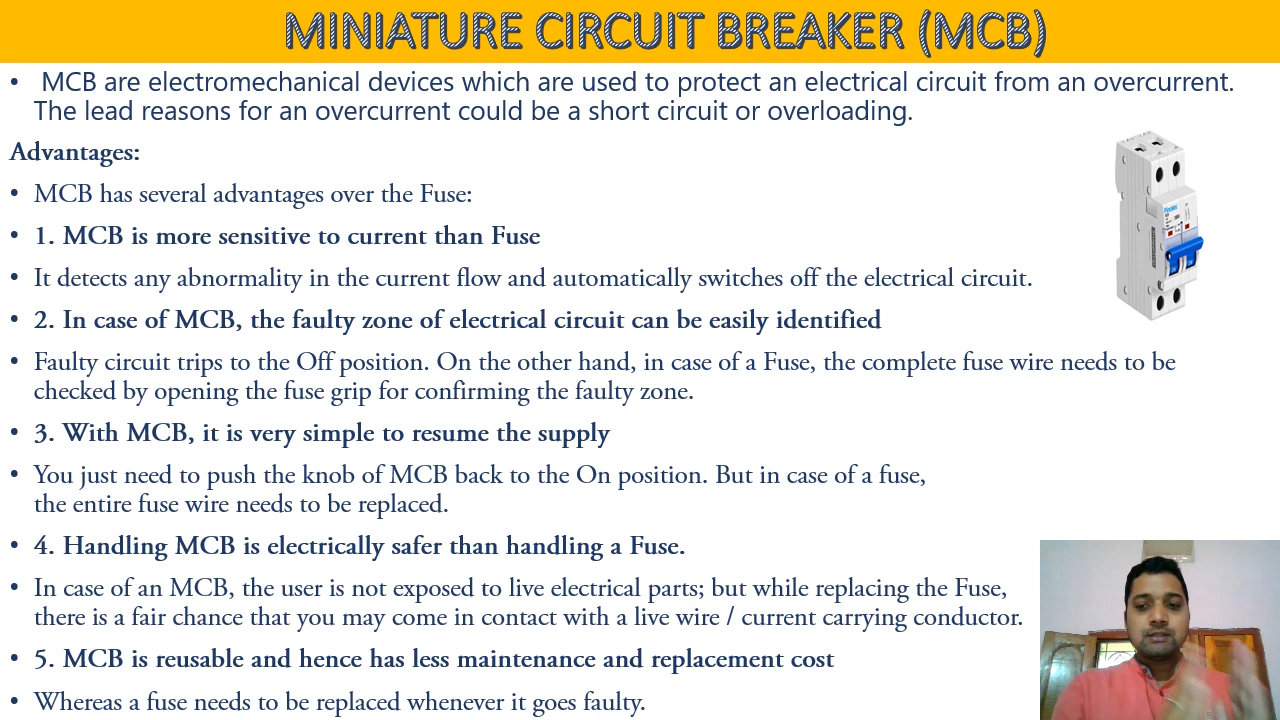 MINIATURE CIRCUIT BREAKER (MCB)
• MCB are electromechanical devices which are used to protect an electrical circuit from an overcurrent.
The lead reasons for an overcurrent could be a short circuit or overloading.
Advantages:
• MCB has several advantages over the Fuse:
• 1. MCB is more sensitive to current than Fuse
• It detects any abnormality in the current flow and automatically switches off the electrical circuit.
• 2. In case of MCB, the faulty zone of electrical circuit can be easily identified
• Faulty circuit trips to the Off position. On the other hand, in case of a Fuse, the complete fuse wire needs to be
checked by opening the fuse grip for confirming the faulty zone.
• 3. With MCB, it is very simple to resume the supply
• You just need to push the knob of MCB back to the On position. But in case of a fuse,
the entire fuse wire needs to be replaced.
• 4. Handling MCB is electrically safer than handling a Fuse.
• In case of an MCB, the user is not exposed to live electrical parts; but while replacing the Fuse,
there is a fair chance that you may come in contact with a live wire / current carrying conductor.
• 5. MCB is reusable and hence has less maintenance and replacement cost
• Whereas a fuse needs to be replaced whenever it goes faulty.